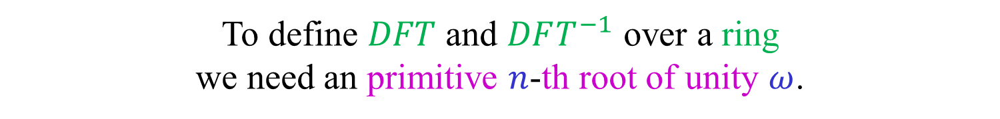 To define DFT and DFT⁻¹ over a ring
we need an primitive n-th root of unity ω.